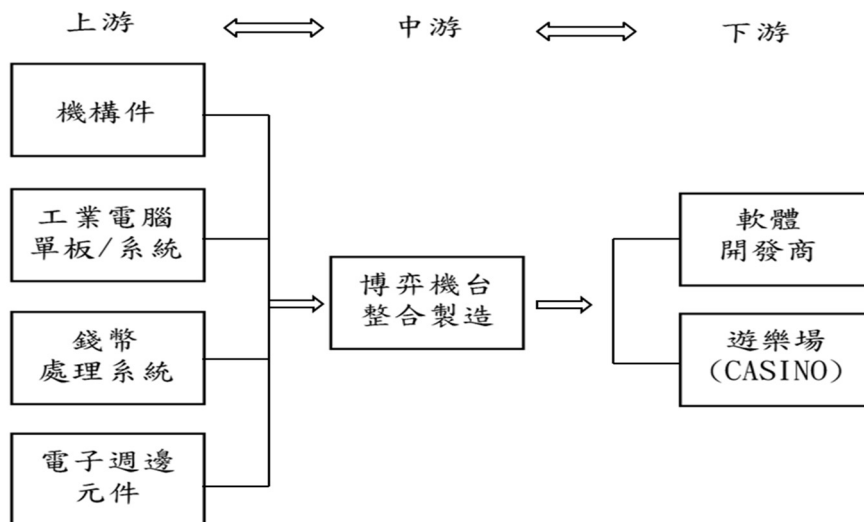 上游
中游
下游
機構件
工業電腦
單板/系統
錢幣
處理系統
電子週邊
元件
博弈機台
整合製造
軟體
開發商
遊樂場
(CASINO)